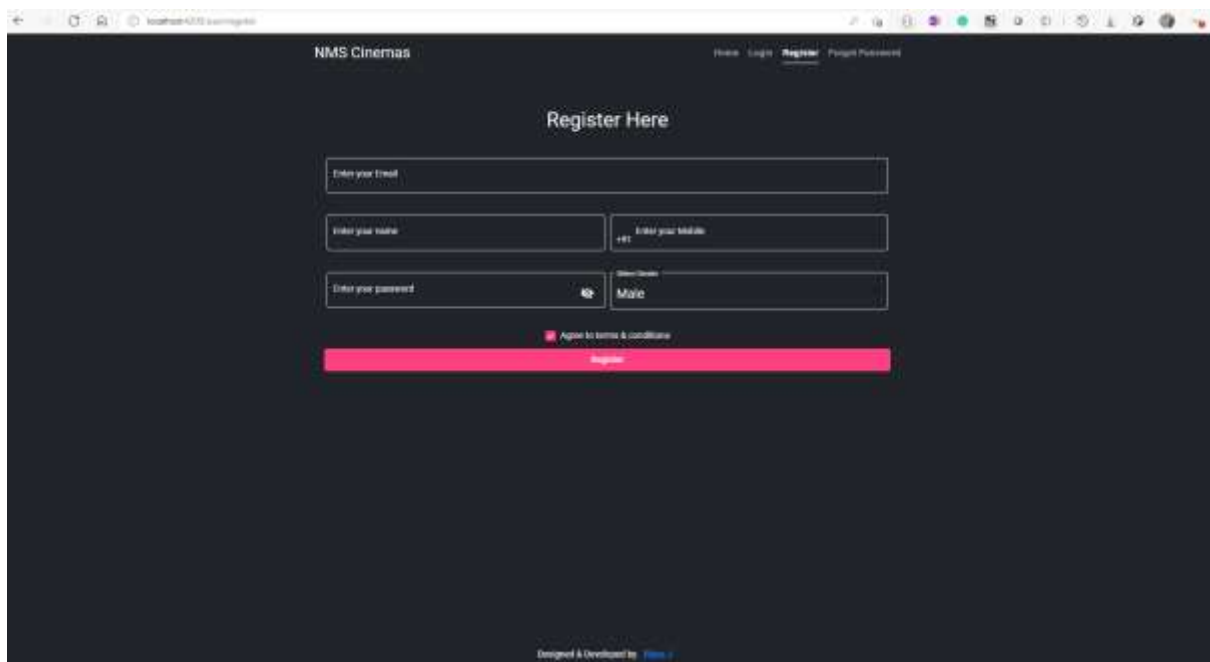 NMS Cinemas
Home Login Register Forgot Password
Register Here
Enter your Email
Enter your name
+91 Enter your Mobile
Enter your password
Select Gender
Male
Agree to terms & conditions
Register
Designed & Developed by